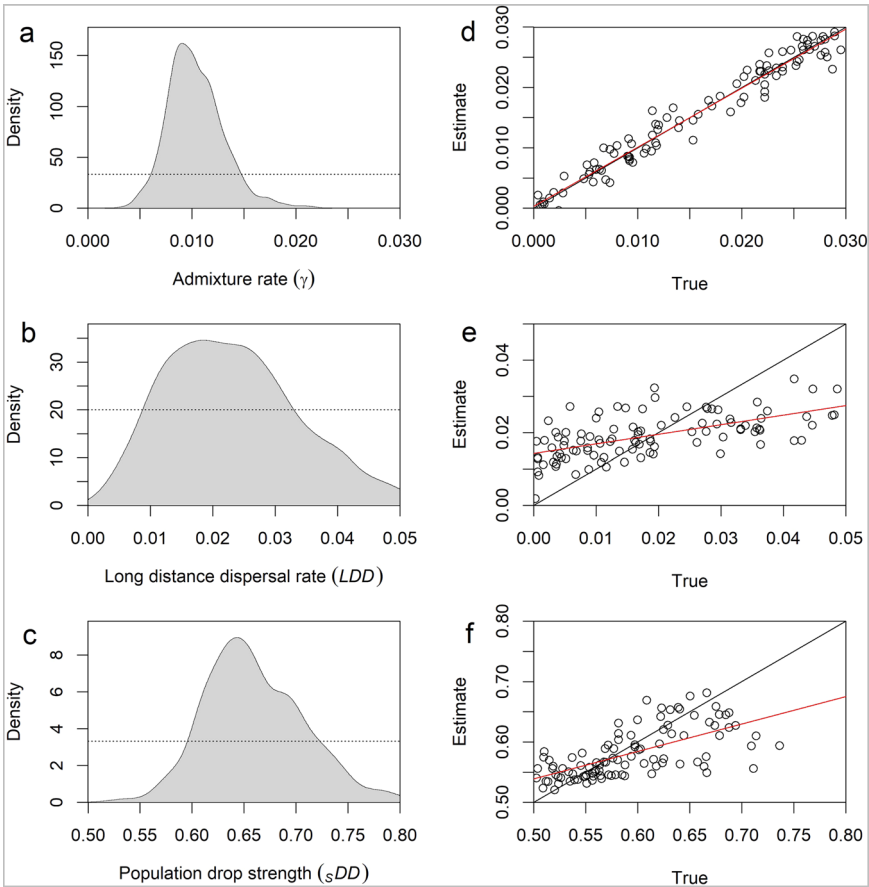 a
Density
0 50 100 150
0.000 0.010 0.020 0.030
Admixture rate (γ)
d
Estimate
0.000 0.010 0.020 0.030
0.000 0.010 0.020 0.030
True
b
Density
0 10 20 30
0.00 0.01 0.02 0.03 0.04 0.05
Long distance dispersal rate (LDD)
e
Estimate
0.00 0.02 0.04
0.00 0.01 0.02 0.03 0.04 0.05
True
c
Density
0 2 4 6 8
0.50 0.55 0.60 0.65 0.70 0.75 0.80
Population drop strength (SDD)
f
Estimate
0.50 0.60 0.70 0.80
0.50 0.55 0.60 0.65 0.70 0.75 0.80
True